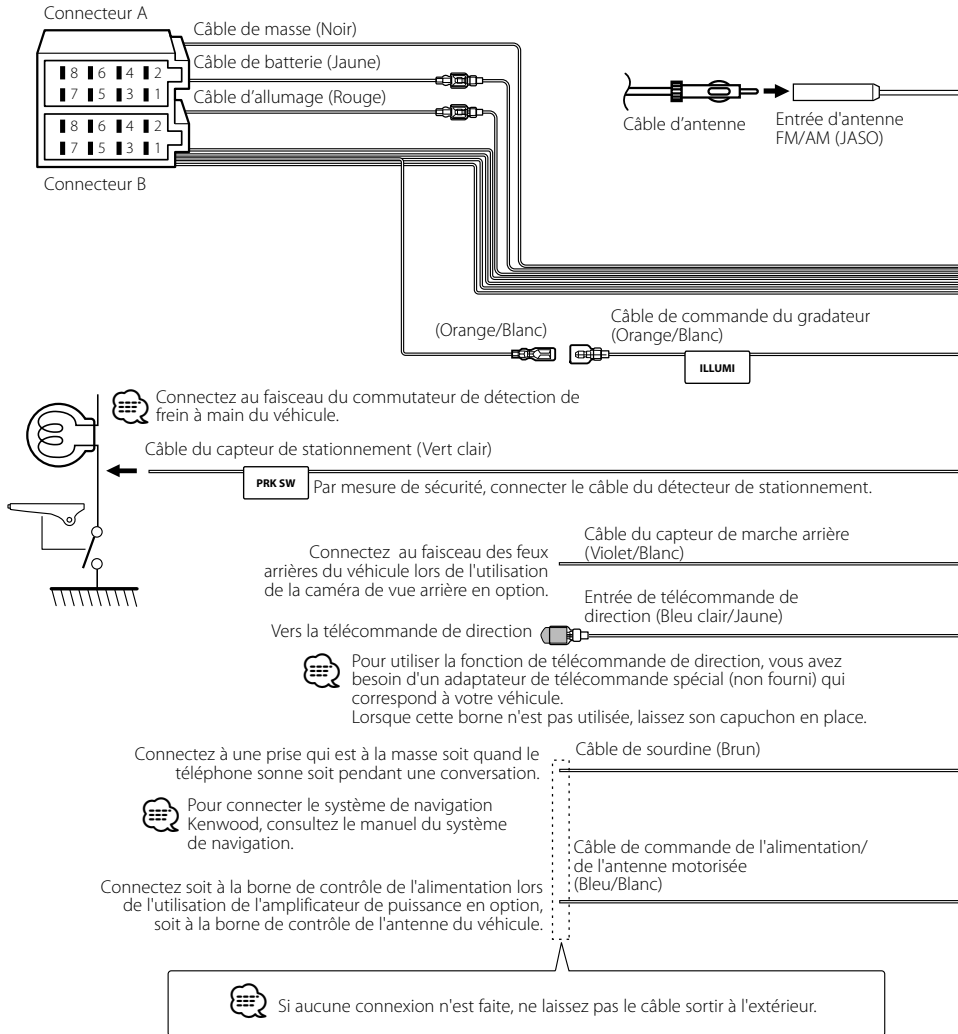 Connecteur A
Câble de masse (Noir)
Câble de batterie (Jaune)
Câble d'allumage (Rouge)
8 6 4 2
7 5 3 1
8 6 4 2
7 5 3 1
Connecteur B
Câble d'antenne
Entrée d'antenne
FM/AM (JASO)
(Orange/Blanc)
Câble de commande du gradateur
(Orange/Blanc)
ILLUMI
Connectez au faisceau du commutateur de détection de
frein à main du véhicule.
Câble du capteur de stationnement (Vert clair)
PRK SW
Par mesure de sécurité, connecter le câble du détecteur de stationnement.
Connectez au faisceau des feux
arrières du véhicule lors de l'utilisation
de la caméra de vue arrière en option.
Câble du capteur de marche arrière
(Violet/Blanc)
Entrée de télécommande de
direction (Bleu clair/Jaune)
Vers la télécommande de direction
Pour utiliser la fonction de télécommande de direction, vous avez
besoin d'un adaptateur de télécommande spécial (non fourni) qui
correspond à votre véhicule.
Lorsque cette borne n'est pas utilisée, laissez son capuchon en place.
Connectez à une prise qui est à la masse soit quand le
téléphone sonne soit pendant une conversation.
Câble de sourdine (Brun)
Pour connecter le système de navigation
Kenwood, consultez le manuel du système
de navigation.
Câble de commande de l'alimentation/
de l'antenne motorisée
(Bleu/Blanc)
Connectez soit à la borne de contrôle de l'alimentation lors
de l'utilisation de l'amplificateur de puissance en option,
soit à la borne de contrôle de l'antenne du véhicule.
Si aucune connexion n'est faite, ne laissez pas le câble sortir à l'extérieur.